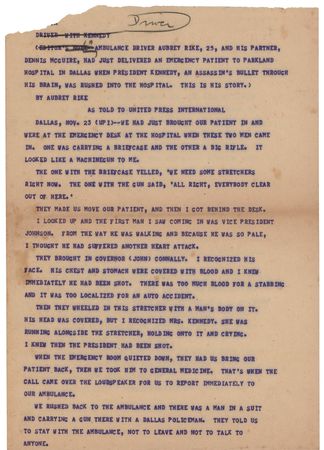 Driver
DRIVER WITH KENNEDY
(EDITOR'S NOTE: AMBULANCE DRIVER AUBREY RIKE, 25, AND HIS PARTNER,
DENNIS MCGUIRE, HAD JUST DELIVERED AN EMERGENCY PATIENT TO PARKLAND
HOSPITAL IN DALLAS WHEN PRESIDENT KENNEDY, AN ASSASSIN'S BULLET THROUGH
HIS BRAIN, WAS RUSHED INTO THE HOSPITAL. THIS IS HIS STORY.)
BY AUBREY RIKE
AS TOLD TO UNITED PRESS INTERNATIONAL
DALLAS, NOV. 23 (UPI)--WE HAD JUST BROUGHT OUR PATIENT IN AND
WERE AT THE EMERGENCY DESK AT THE HOSPITAL WHEN THESE TWO MEN
CAME IN. ONE WAS CARRYING A BRIEFCASE AND THE OTHER A BIG RIFLE. IT
LOOKED LIKE A MACHINEGUN TO ME.
THE ONE WITH THE BRIEFCASE YELLED, 'WE NEED SOME STRETCHERS
RIGHT NOW. THE ONE WITH THE GUN SAID, 'ALL RIGHT, EVERYBODY CLEAR
OUT OF HERE.'
THEY MADE US MOVE OUR PATIENT, AND THEN I GOT BEHIND THE DESK.
I LOOKED UP AND THE FIRST MAN I SAW COMING IN WAS VICE PRESIDENT
JOHNSON. FROM THE WAY HE WAS WALKING AND BECAUSE HE WAS SO PALE,
I THOUGHT HE HAD SUFFERED ANOTHER HEART ATTACK.
THEY BROUGHT IN GOVERNOR (JOHN) CONNALLY. I RECOGNIZED HIS
FACE. HIS CHEST AND STOMACH WERE COVERED WITH BLOOD AND I KNEW
IMMEDIATELY HE HAD BEEN SHOT. THERE WAS TOO MUCH BLOOD FOR A STABBING
AND IT WAS TOO LOCALIZED FOR AN AUTO ACCIDENT.
THEN THEY WHEELED IN THIS STRETCHER WITH A MAN'S BODY ON IT.
HIS HEAD WAS COVERED, BUT I RECOGNIZED MRS. KENNEDY. SHE WAS
RUNNING ALONGSIDE THE STRETCHER, HOLDING ONTO IT AND CRYING.
I KNEW THEN THE PRESIDENT HAD BEEN SHOT.
WHEN THE EMERGENCY ROOM QUIETED DOWN, THEY HAD US BRING OUR
PATIENT BACK, THEN WE TOOK HIM TO GENERAL MEDICINE. THAT'S WHEN THE
CALL CAME OVER THE LOUDSPEAKER FOR US TO REPORT IMMEDIATELY TO
OUR AMBULANCE.
WE RUSHED BACK TO THE AMBULANCE AND THERE WAS A MAN IN A SUIT
AND CARRYING A GUN THERE WITH A DALLAS POLICEMAN. THEY TOLD US
TO STAY WITH THE AMBULANCE, NOT TO LEAVE AND NOT TO TALK TO
ANYONE.